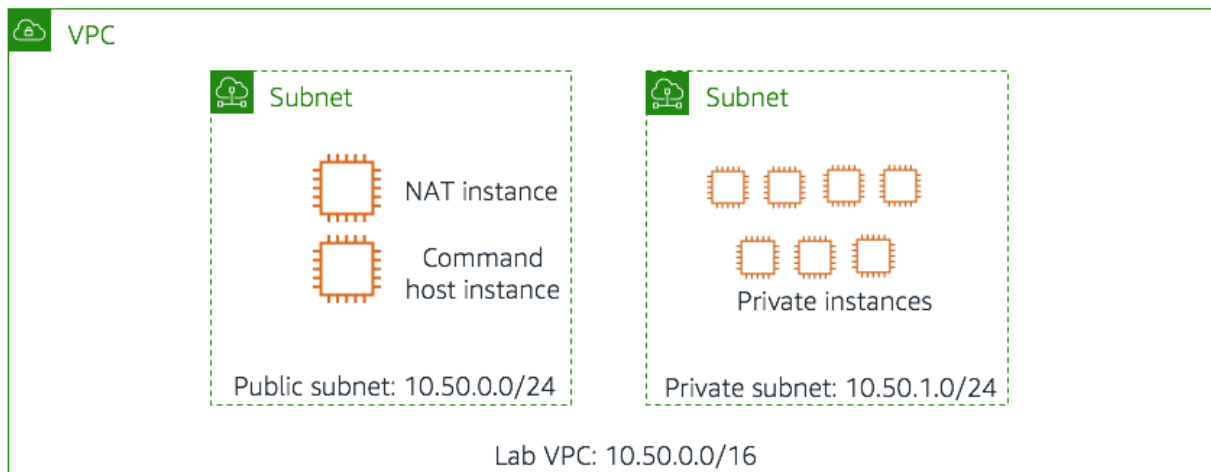 VPC
Subnet
NAT instance
Command
host instance
Public subnet: 10.50.0.0/24
Subnet
Private instances
Private subnet: 10.50.1.0/24
Lab VPC: 10.50.0.0/16